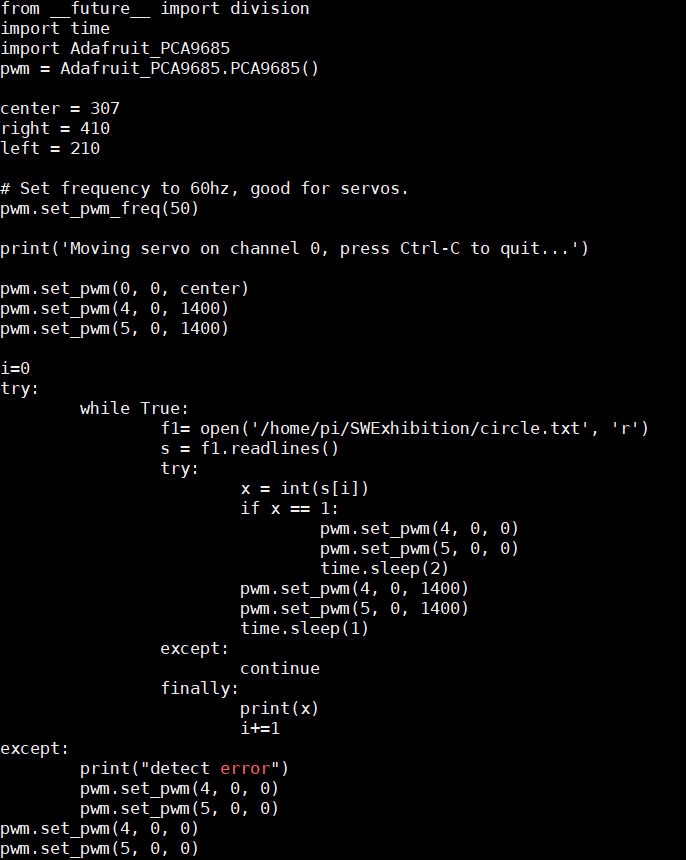 from __future__ import division
import time
import Adafruit_PCA9685
pwm = Adafruit_PCA9685.PCA9685()

center = 307
right = 410
left = 210

# Set frequency to 60hz, good for servos.
pwm.set_pwm_freq(50)

print('Moving servo on channel 0, press Ctrl-C to quit...')

pwm.set_pwm(0, 0, center)
pwm.set_pwm(4, 0, 1400)
pwm.set_pwm(5, 0, 1400)

i=0
try:
        while True:
                f1= open('/home/pi/SWExhibition/circle.txt', 'r')
                s = f1.readlines()
                try:
                        x = int(s[i])
                        if x == 1:
                                pwm.set_pwm(4, 0, 0)
                                pwm.set_pwm(5, 0, 0)
                                time.sleep(2)
                        pwm.set_pwm(4, 0, 1400)
                        pwm.set_pwm(5, 0, 1400)
                        time.sleep(1)
                except:
                        continue
                finally:
                        print(x)
                        i+=1
except:
        print("detect error")
        pwm.set_pwm(4, 0, 0)
        pwm.set_pwm(5, 0, 0)
pwm.set_pwm(4, 0, 0)
pwm.set_pwm(5, 0, 0)